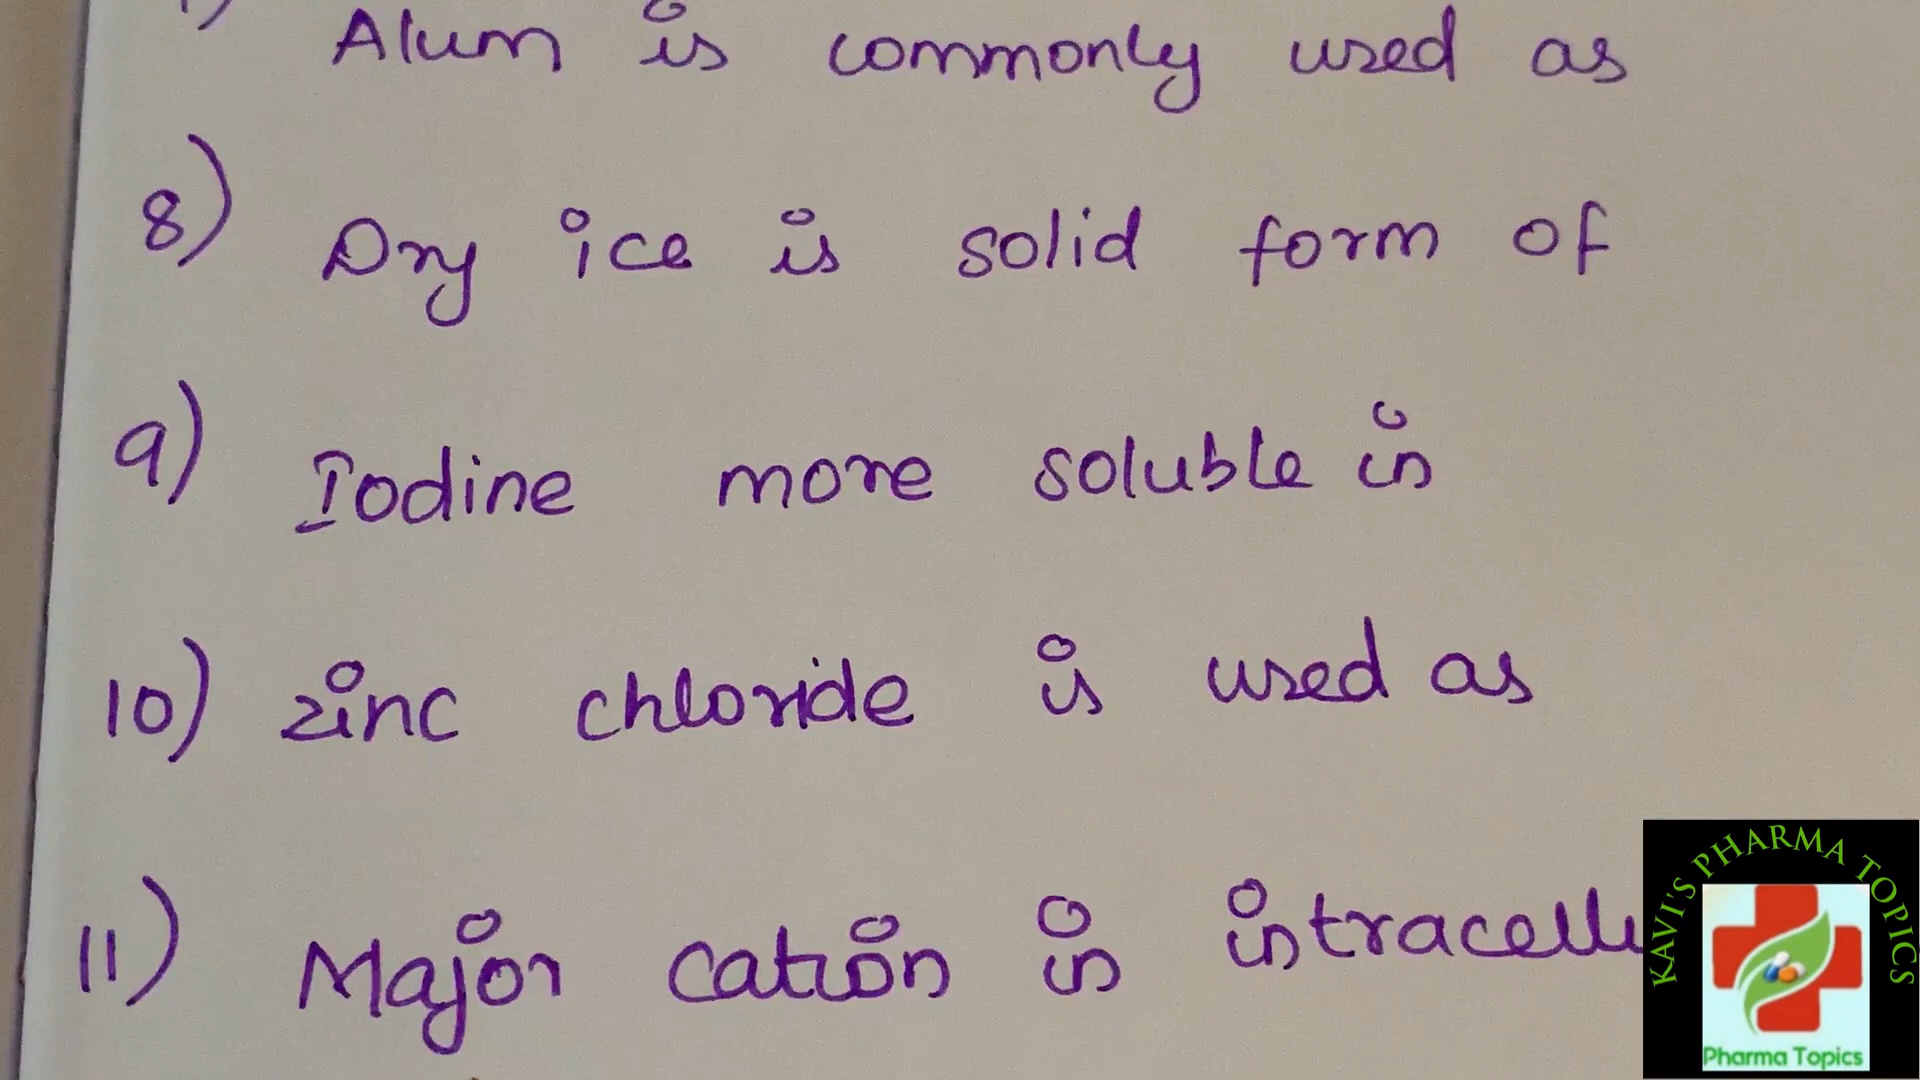 Alum is commonly used as
8) Dry ice is solid form of
9) Iodine more soluble in
10) zinc chloride is used as
11) Major cation in intracellu
KAVI'S PHARMA TOPICS
Pharma Topics